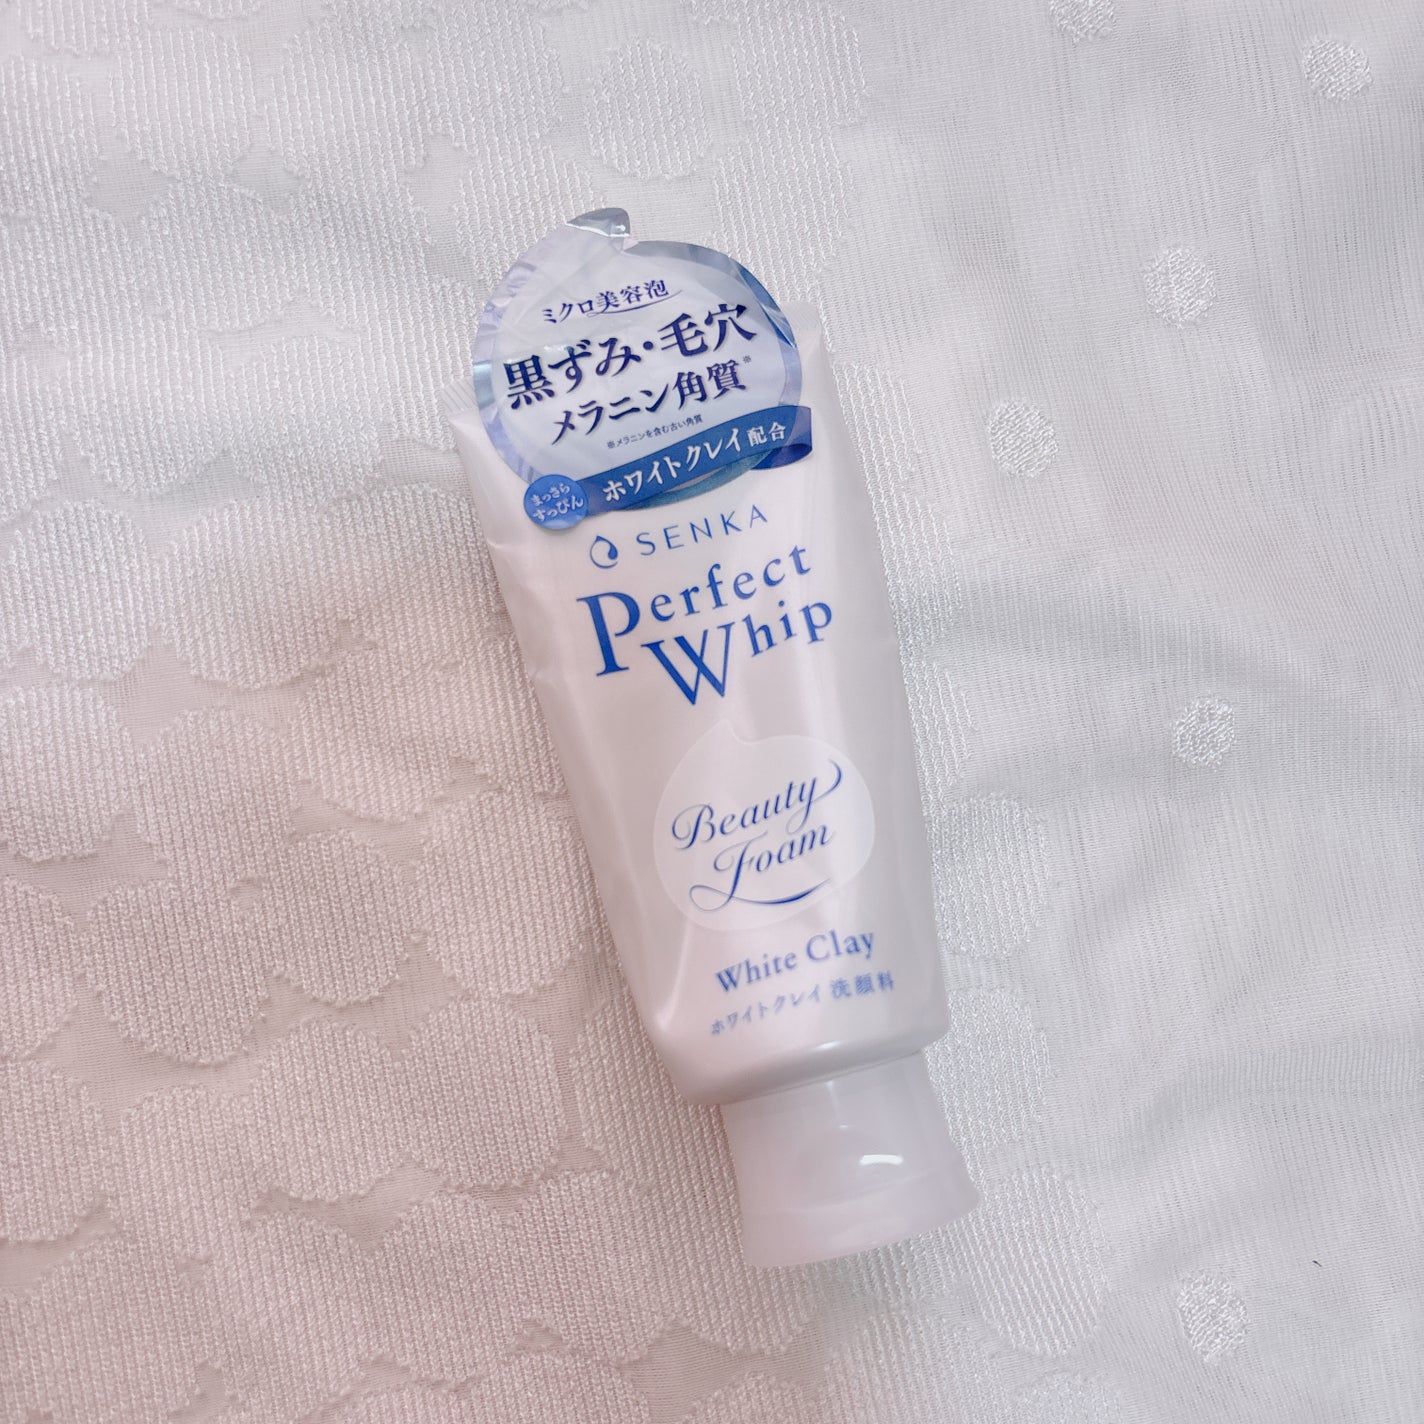 ミクロ美容泡
黒ずみ・毛穴
メラニン角質※
※メラニンを含む古い角質
ホワイトクレイ配合
まっさら
すっぴん
SENKA
Perfect
Whip
Beauty
Foam
White Clay
ホワイトクレイ 洗顔料